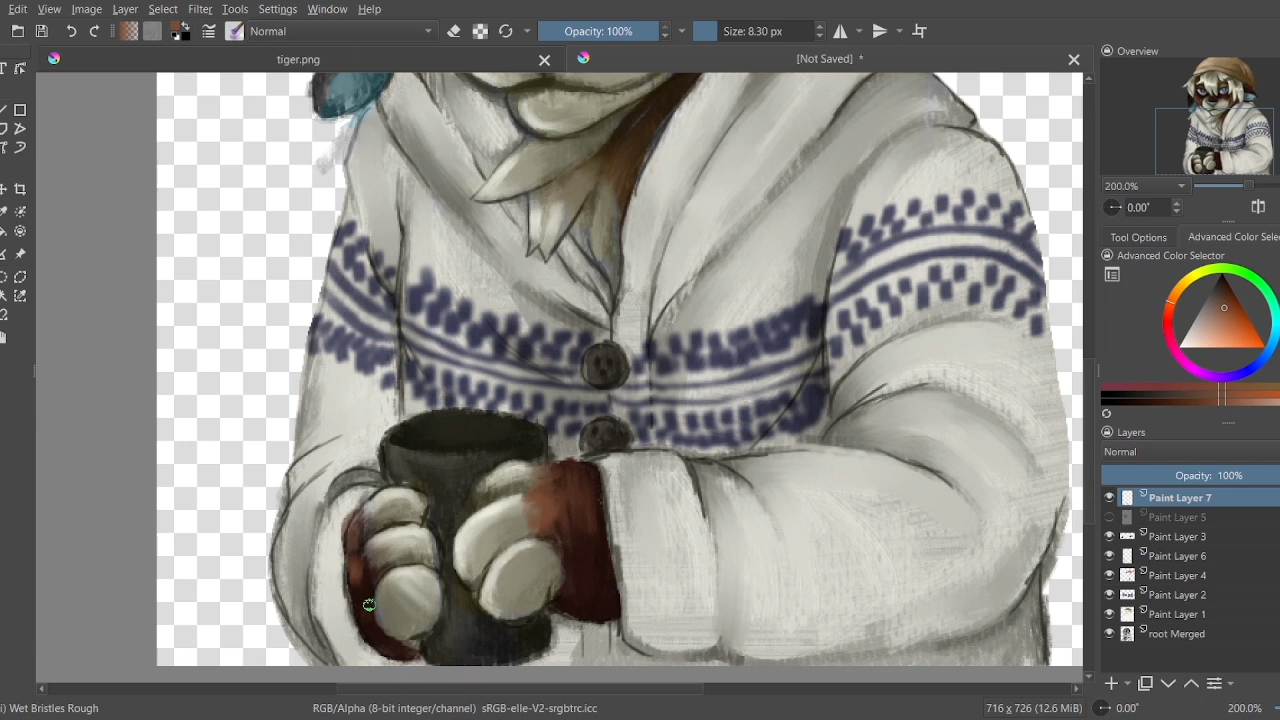 Edit View Image Layer Select Filter Tools Settings Window Help
Normal Opacity: 100% Size: 8.30 px
tiger.png [Not Saved] *
Overview
200.0%
0.00°
Tool Options Advanced Color Sele
Advanced Color Selector
Layers
Normal
Opacity: 100%
Paint Layer 7
Paint Layer 5
Paint Layer 3
Paint Layer 6
Paint Layer 4
Paint Layer 2
Paint Layer 1
root Merged
i) Wet Bristles Rough RGB/Alpha (8-bit integer/channel) sRGB-elle-V2-srgbtrc.icc 716 x 726 (12.6 MiB) 0.00° 200.0%